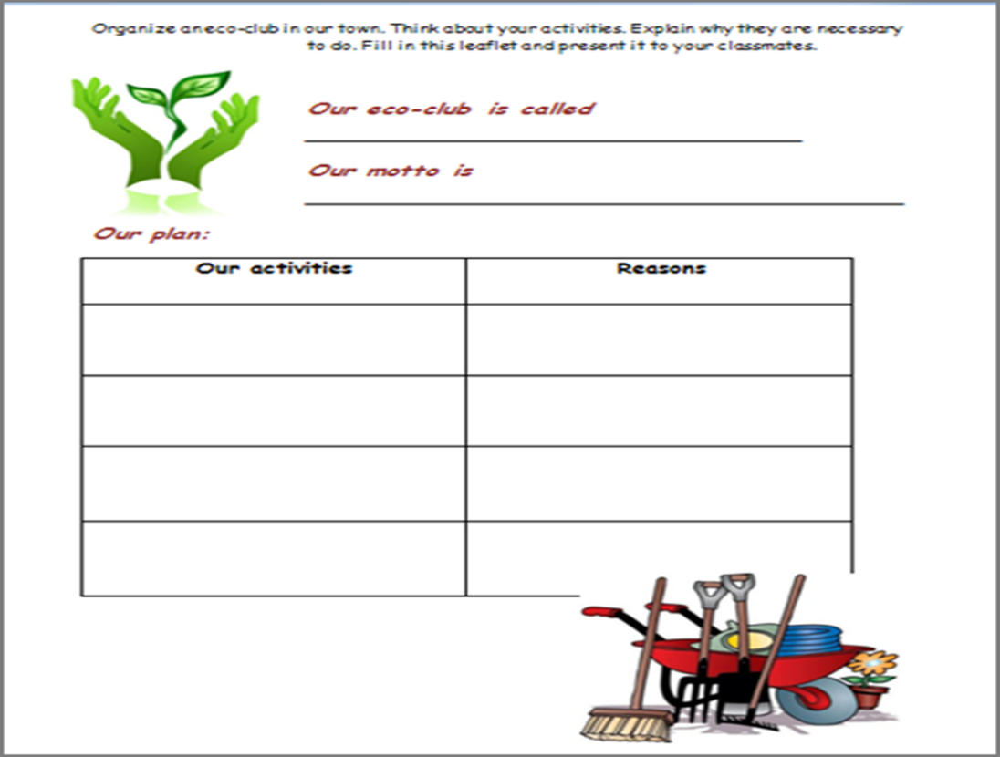 Organize an eco-club in our town. Think about your activities. Explain why they are necessary
to do. Fill in this leaflet and present it to your classmates.
Our eco-club is called
Our motto is
Our plan:
Our activities
Reasons